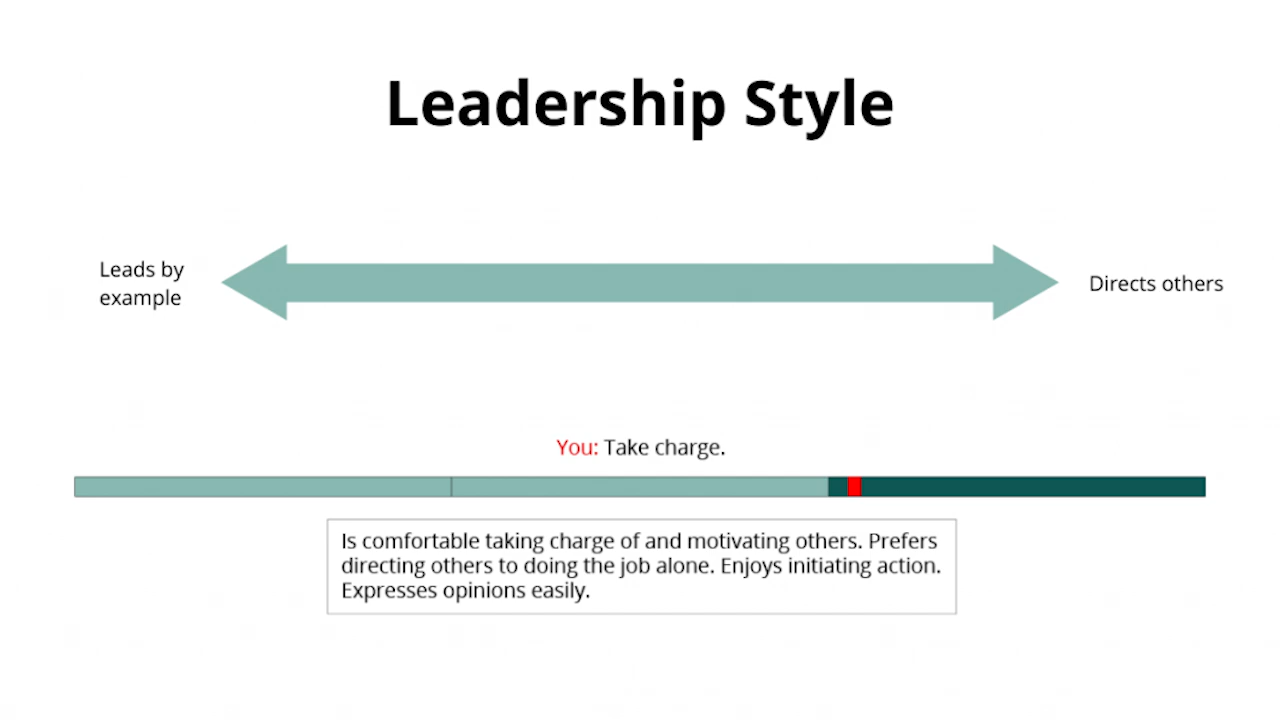 Leadership Style
Leads by
example
Directs others
You: Take charge.
Is comfortable taking charge of and motivating others. Prefers
directing others to doing the job alone. Enjoys initiating action.
Expresses opinions easily.